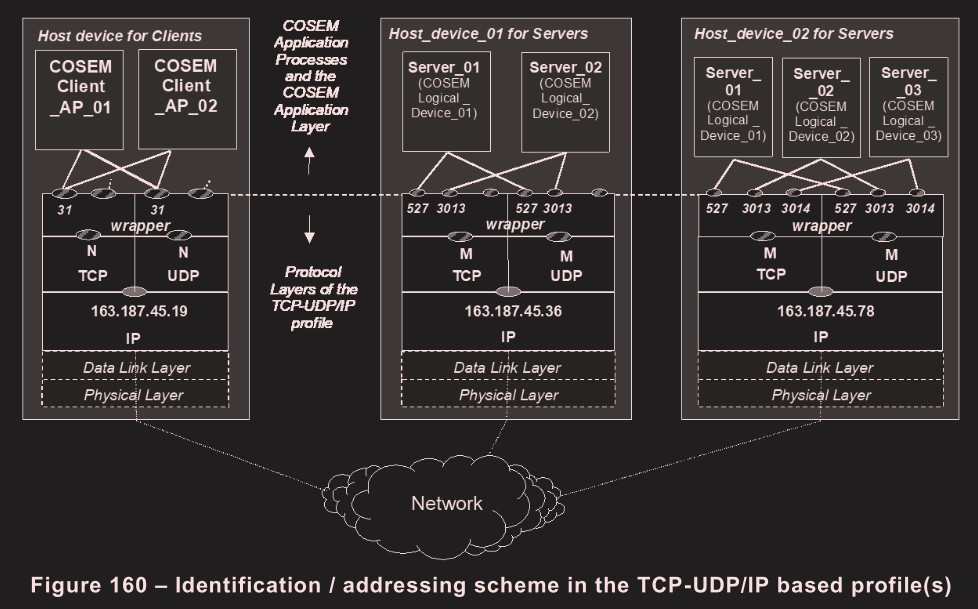 Host device for Clients
COSEM
Client
_AP_01
COSEM
Client
_AP_02
31
31
wrapper
N
N
TCP
UDP
163.187.45.19
IP
Data Link Layer
Physical Layer
COSEM
Application
Processes
and the
COSEM
Application
Layer
Protocol
Layers of the
TCP-UDP/IP
profile
Host_device_01 for Servers
Server_01
(COSEM
Logical_
Device_01)
Server_02
(COSEM
Logical_
Device_02)
527 3013 527 3013
wrapper
M
M
TCP
UDP
163.187.45.36
IP
Data Link Layer
Physical Layer
Host_device_02 for Servers
Server_
01
(COSEM
Logical_
Device_01)
Server_
_02
(COSEM
Logical_
Device_02)
Server_
_03
(COSEM
Logical_
Device_03)
527 3013 3014 527 3013 3014
wrapper
M
M
TCP
UDP
163.187.45.78
IP
Data Link Layer
Physical Layer
Network
Figure 160 – Identification / addressing scheme in the TCP-UDP/IP based profile(s)